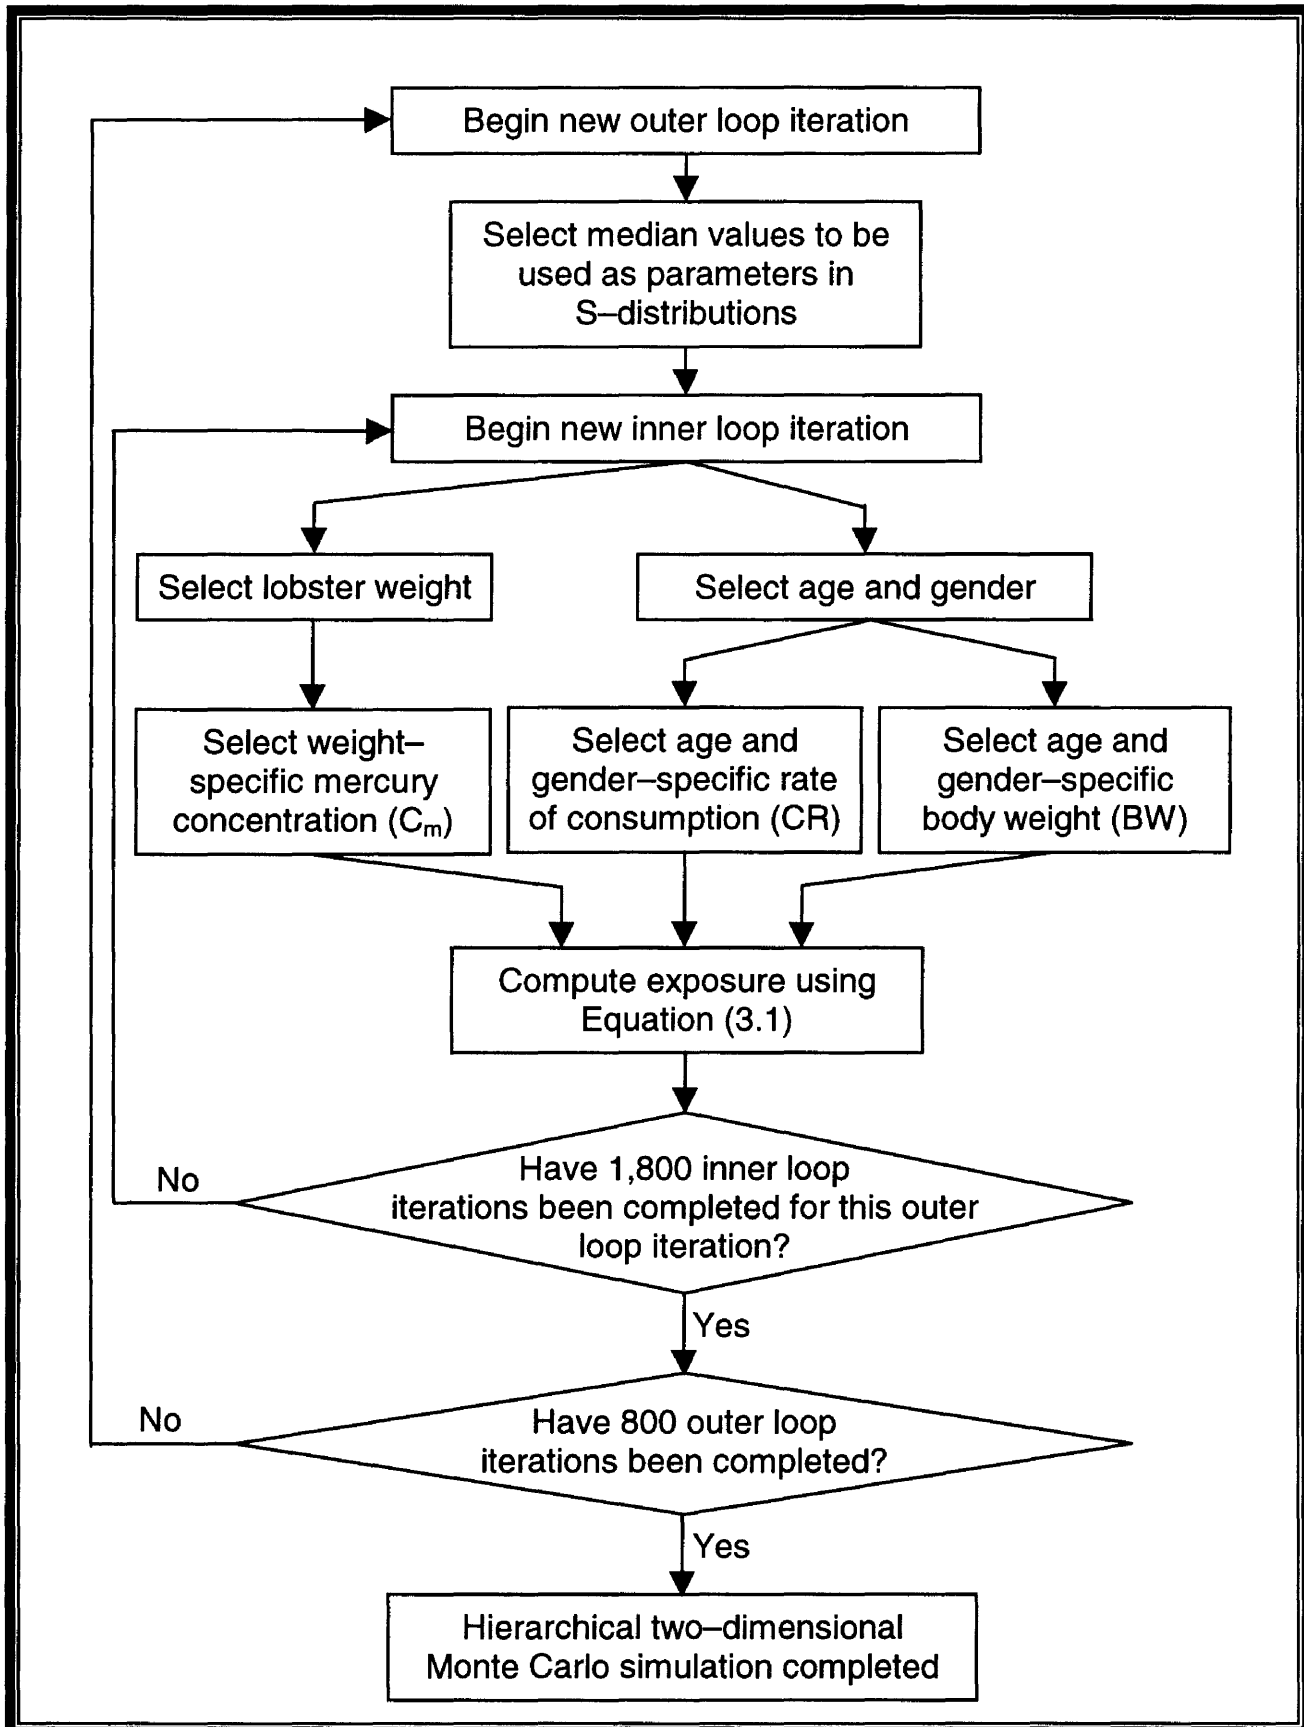 Begin new outer loop iteration
Select median values to be
used as parameters in
S–distributions
Begin new inner loop iteration
Select lobster weight
Select age and gender
Select weight–
specific mercury
concentration (Cₘ)
Select age and
gender–specific rate
of consumption (CR)
Select age and
gender–specific
body weight (BW)
Compute exposure using
Equation (3.1)
Have 1,800 inner loop
iterations been completed for this outer
loop iteration?
No
Yes
Have 800 outer loop
iterations been completed?
No
Yes
Hierarchical two–dimensional
Monte Carlo simulation completed